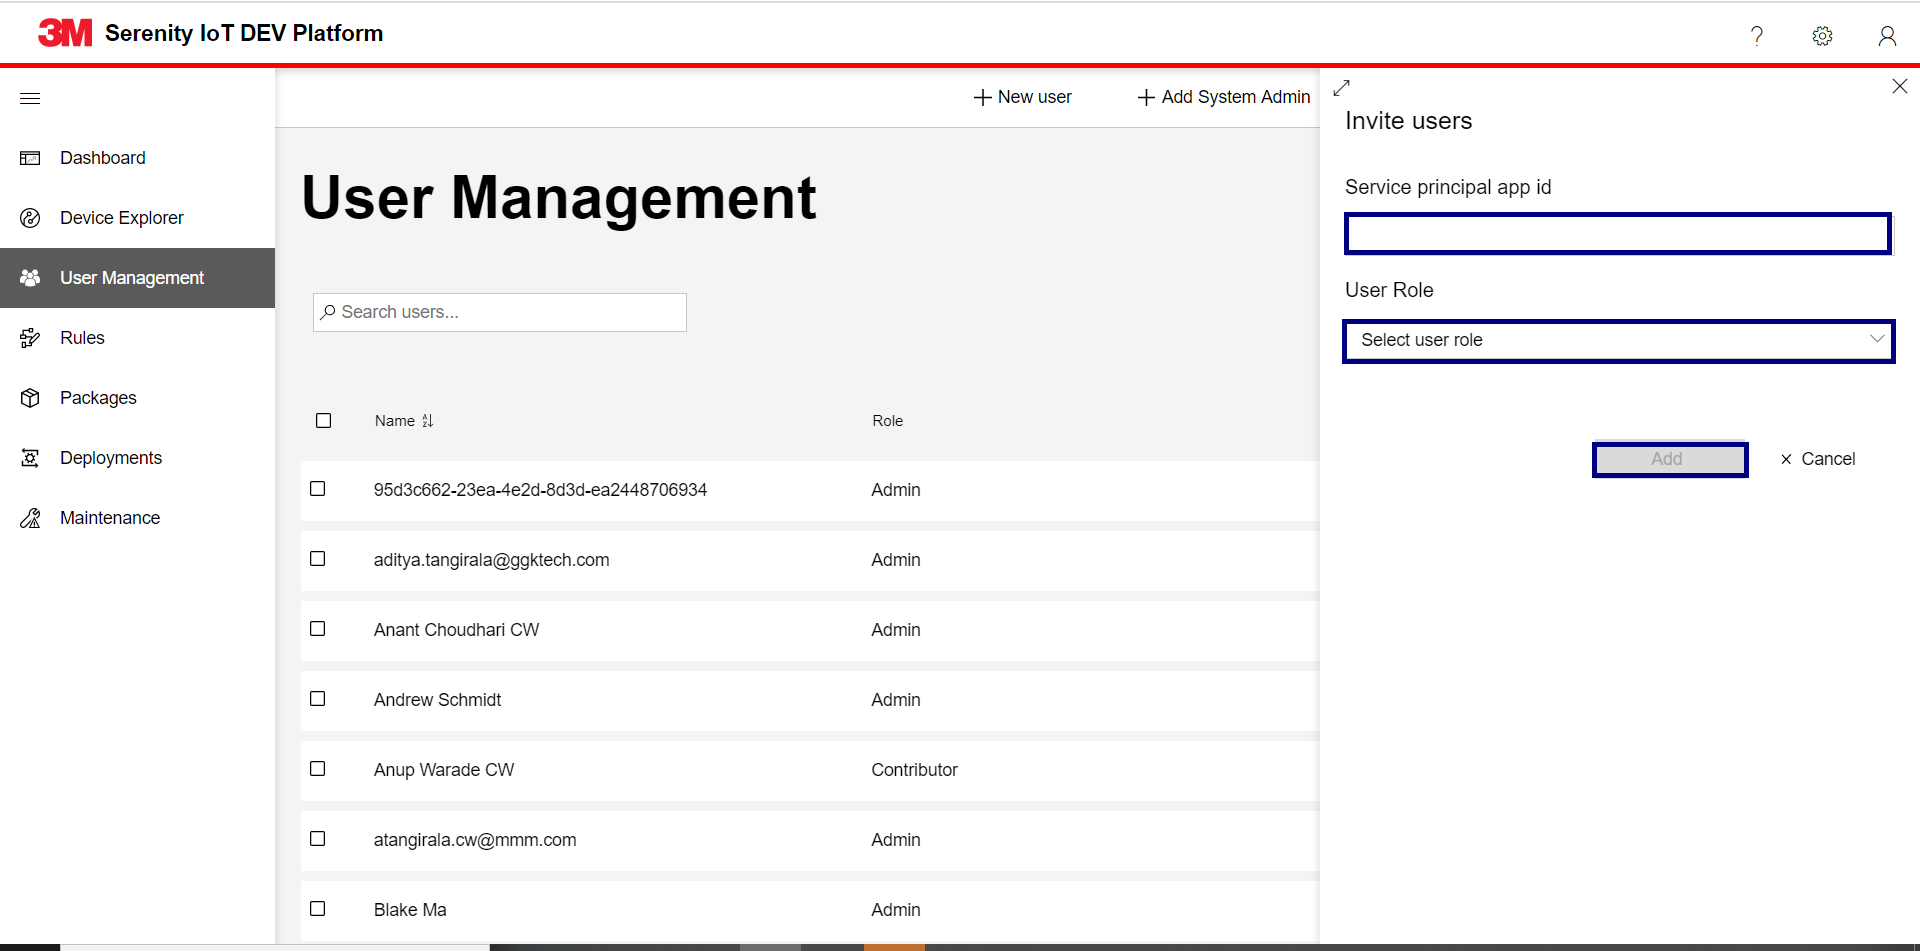 3M Serenity IoT DEV Platform
New user
Add System Admin
Dashboard
Device Explorer
User Management
Rules
Packages
Deployments
Maintenance
User Management
Search users...
Name
Role
95d3c662-23ea-4e2d-8d3d-ea2448706934 Admin
aditya.tangirala@ggktech.com Admin
Anant Choudhari CW Admin
Andrew Schmidt Admin
Anup Warade CW Contributor
atangirala.cw@mmm.com Admin
Blake Ma Admin
Invite users
Service principal app id
User Role
Select user role
Add
Cancel